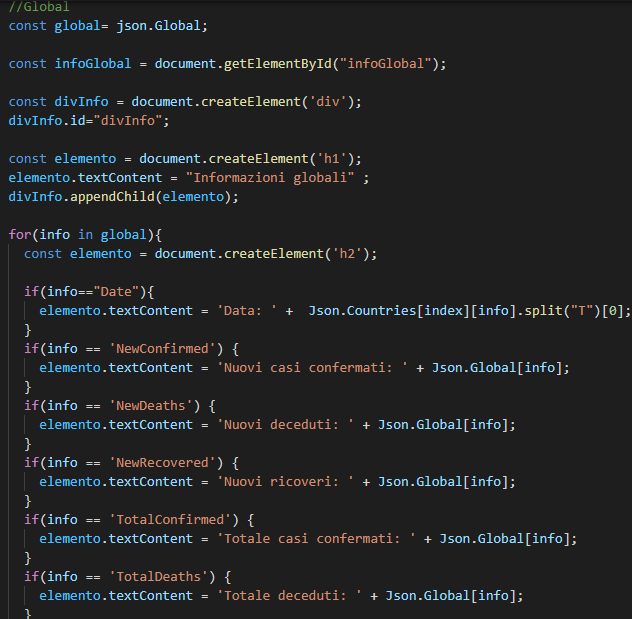 //Global
const global= json.Global;
const infoGlobal = document.getElementById("infoGlobal");
const divInfo = document.createElement('div');
divInfo.id="divInfo";
const elemento = document.createElement('h1');
elemento.textContent = "Informazioni globali" ;
divInfo.appendChild(elemento);
for(info in global){
const elemento = document.createElement('h2');
if(info=="Date"){
elemento.textContent = 'Data: ' +  Json.Countries[index][info].split("T")[0];
}
if(info == 'NewConfirmed') {
elemento.textContent = 'Nuovi casi confermati: ' + Json.Global[info];
}
if(info == 'NewDeaths') {
elemento.textContent = 'Nuovi deceduti: ' + Json.Global[info];
}
if(info == 'NewRecovered') {
elemento.textContent = 'Nuovi ricoveri: ' + Json.Global[info];
}
if(info == 'TotalConfirmed') {
elemento.textContent = 'Totale casi confermati: ' + Json.Global[info];
}
if(info == 'TotalDeaths') {
elemento.textContent = 'Totale deceduti: ' + Json.Global[info];
}